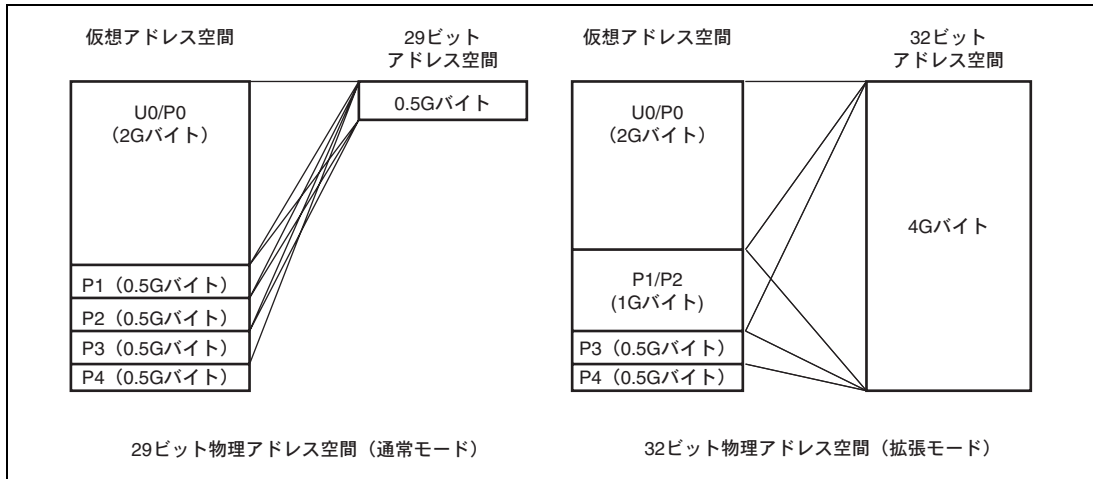 仮想アドレス空間
29ビット
アドレス空間
U0/P0
(2Gバイト)
0.5Gバイト
P1（0.5Gバイト）
P2（0.5Gバイト）
P3（0.5Gバイト）
P4（0.5Gバイト）
29ビット物理アドレス空間（通常モード）
仮想アドレス空間
32ビット
アドレス空間
U0/P0
(2Gバイト)
4Gバイト
P1/P2
(1Gバイト)
P3（0.5Gバイト）
P4（0.5Gバイト）
32ビット物理アドレス空間（拡張モード）